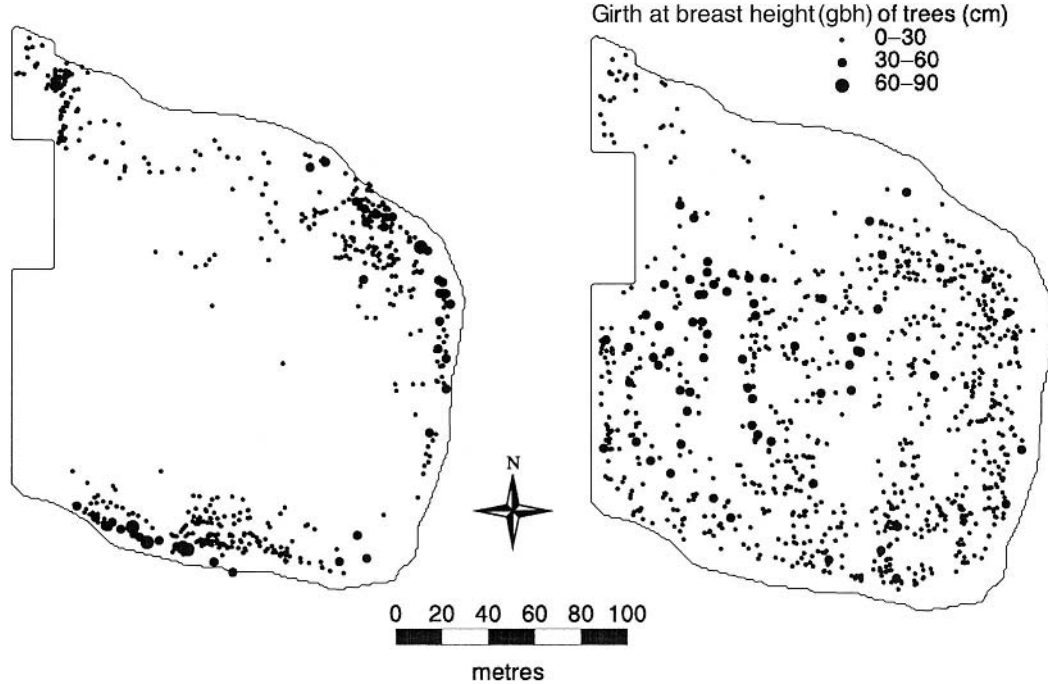 Girth at breast height (gbh) of trees (cm)
0–30
30–60
60–90
N
0 20 40 60 80 100
metres